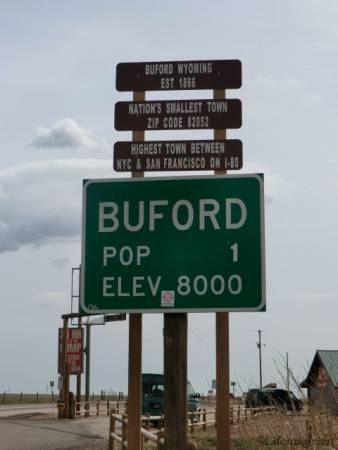 BUFORD WYOMING
EST 1866
NATION'S SMALLEST TOWN
ZIP CODE 82052
HIGHEST TOWN BETWEEN
NYC & SAN FRANCISCO ON I-80
BUFORD
POP 1
ELEV 8000